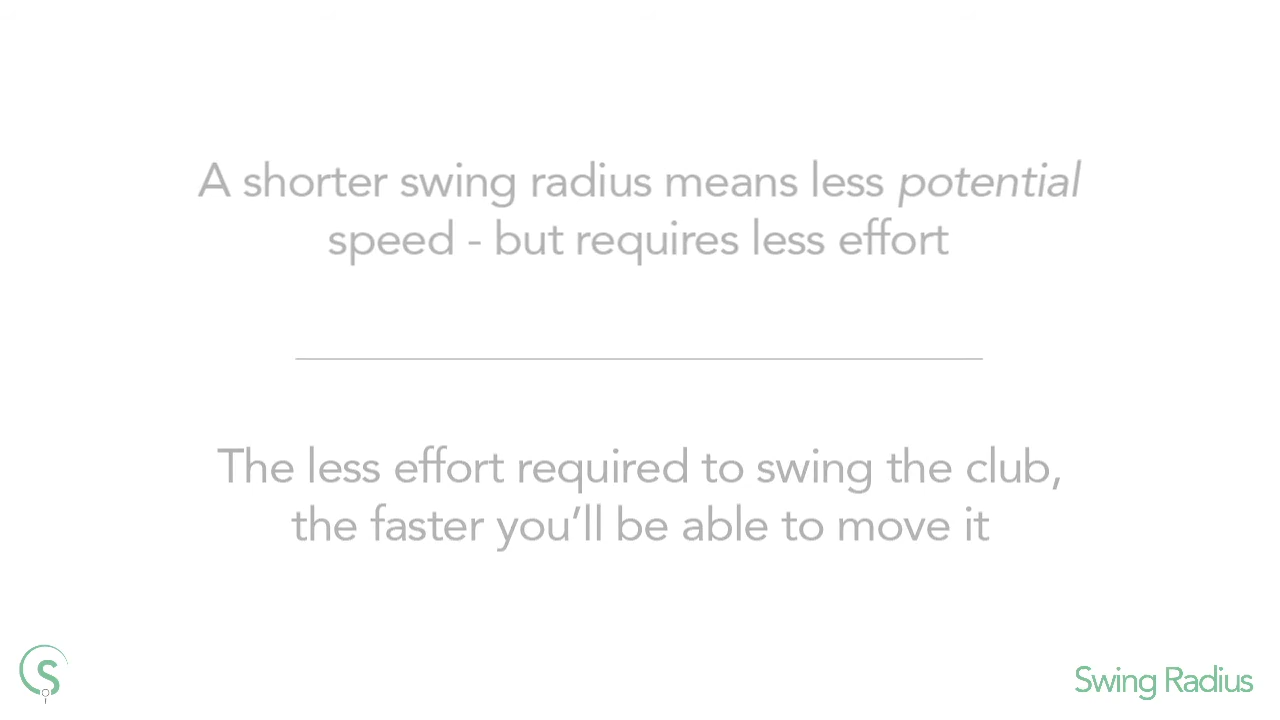 A shorter swing radius means less potential
speed - but requires less effort
The less effort required to swing the club,
the faster you’ll be able to move it
S
Swing Radius